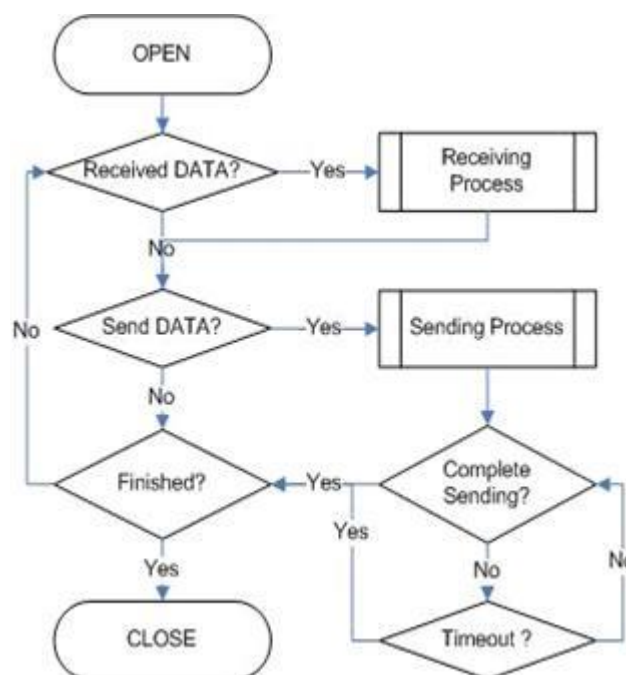 OPEN
Received DATA?
Yes
Receiving
Process
No
Send DATA?
Yes
Sending Process
No
No
Finished?
Yes
Complete
Sending?
Yes
No
No
Yes
CLOSE
Timeout ?